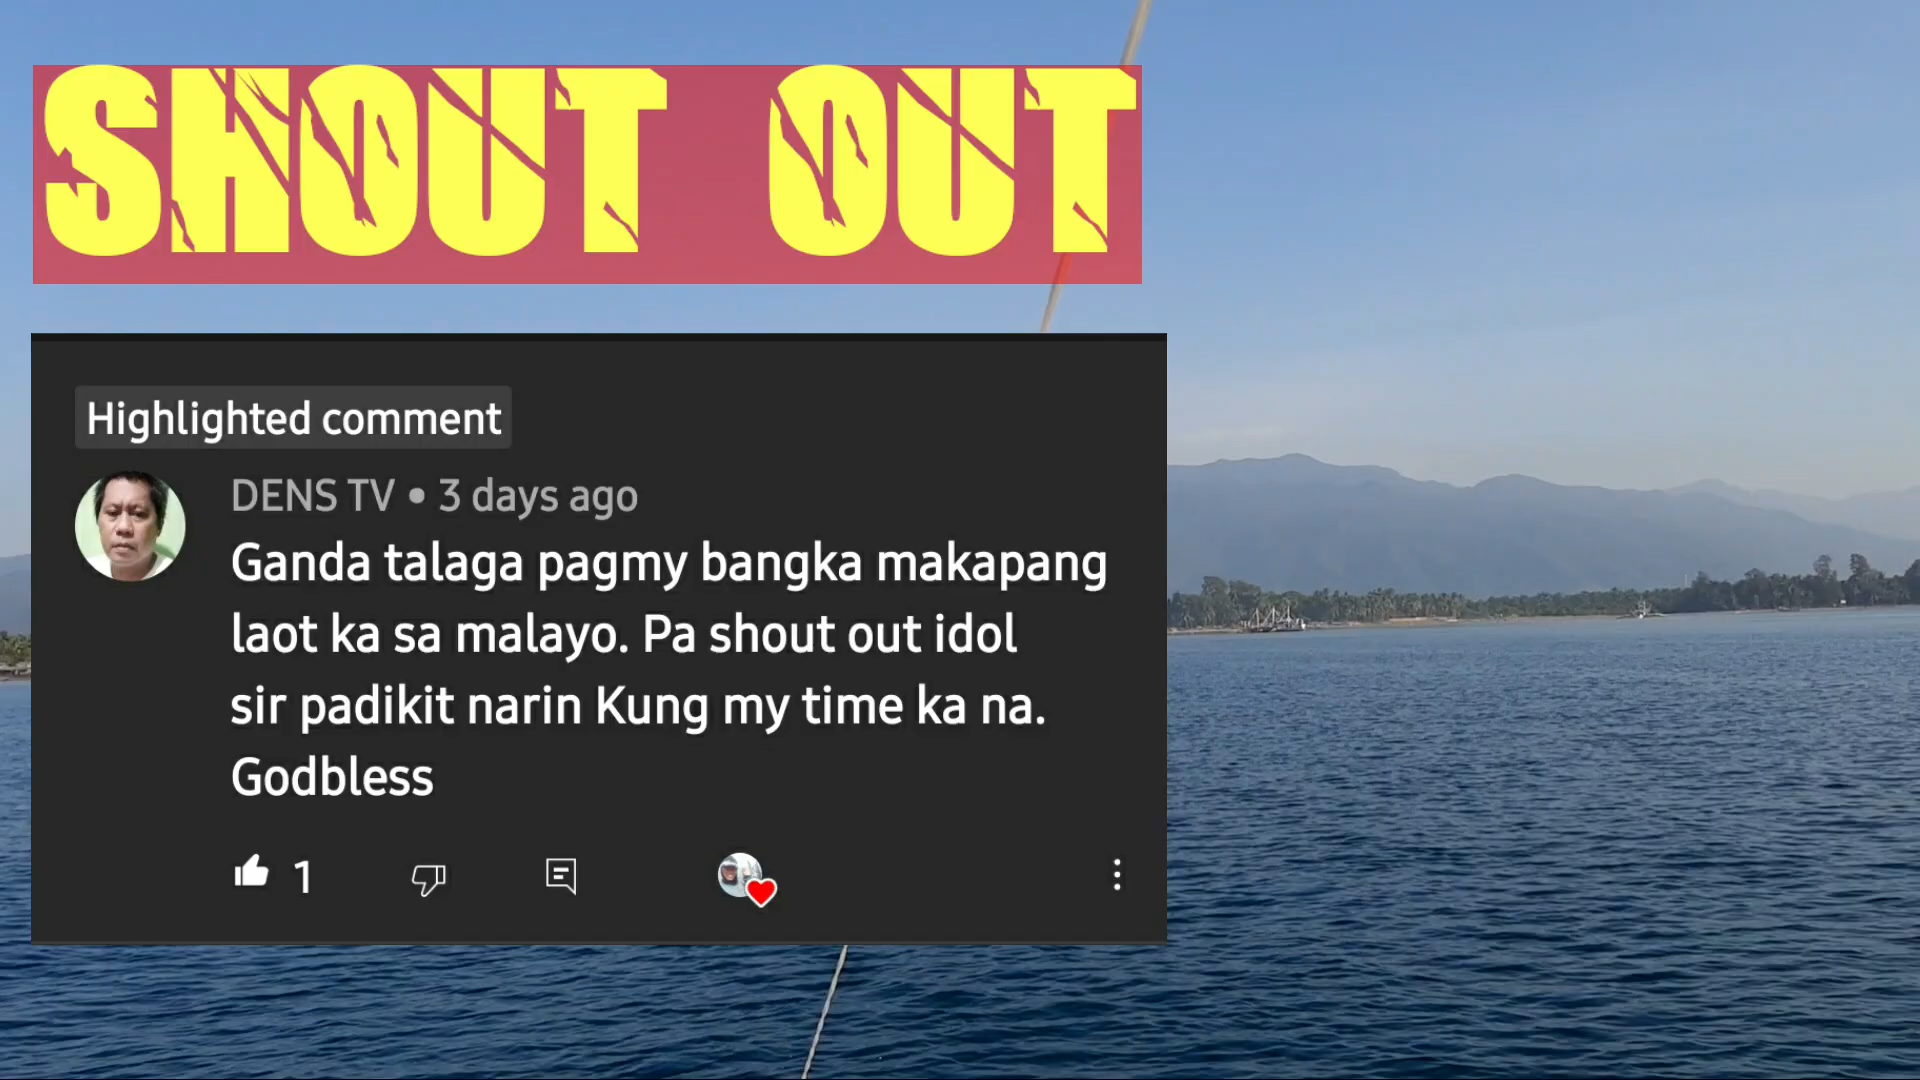 SHOUT OUT
Highlighted comment
DENS TV • 3 days ago
Ganda talaga pagmy bangka makapang
laot ka sa malayo. Pa shout out idol
sir padikit narin Kung my time ka na.
Godbless
1